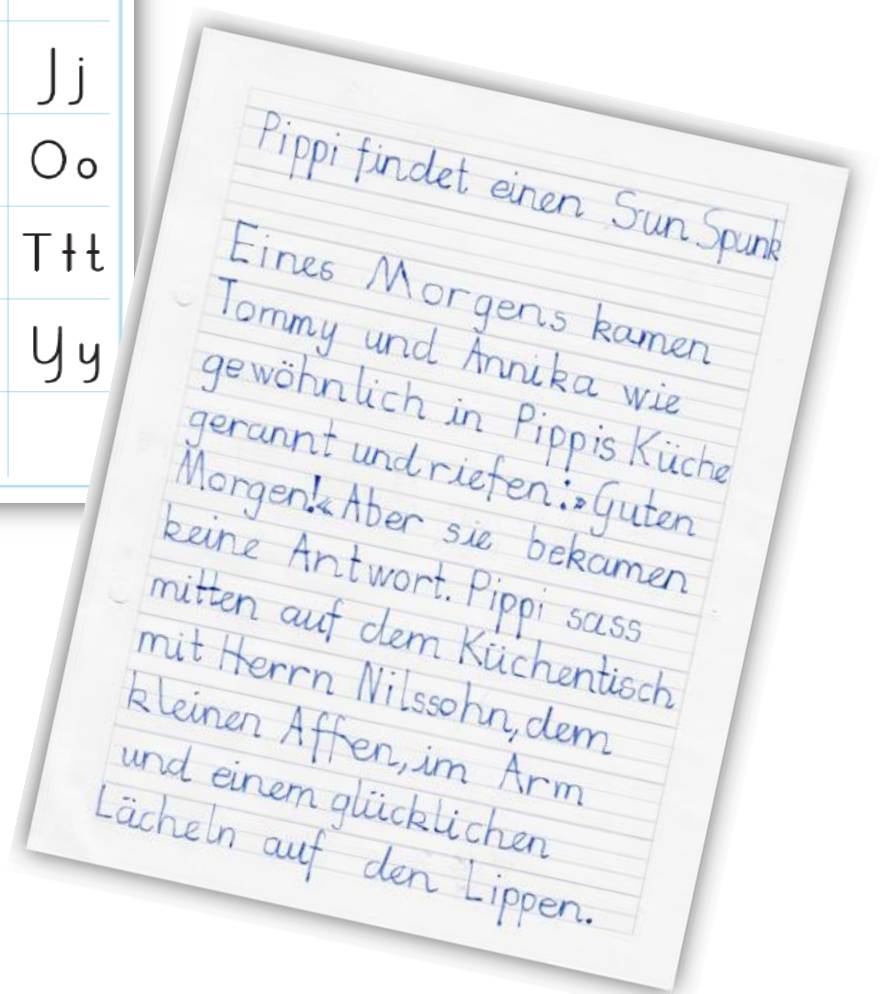 Jj
Oo
Ttt
Yy
Pippi findet einen Sun Spunk
Eines Morgens kamen
Tommy und Annika wie
gewöhnlich in Pippis Küche
gerannt und riefen:»Guten
Morgen!« Aber sie bekamen
keine Antwort. Pippi sass
mitten auf dem Küchentisch
mit Herrn Nilssohn, dem
kleinen Affen, im Arm
und einem glücklichen
Lächeln auf den Lippen.